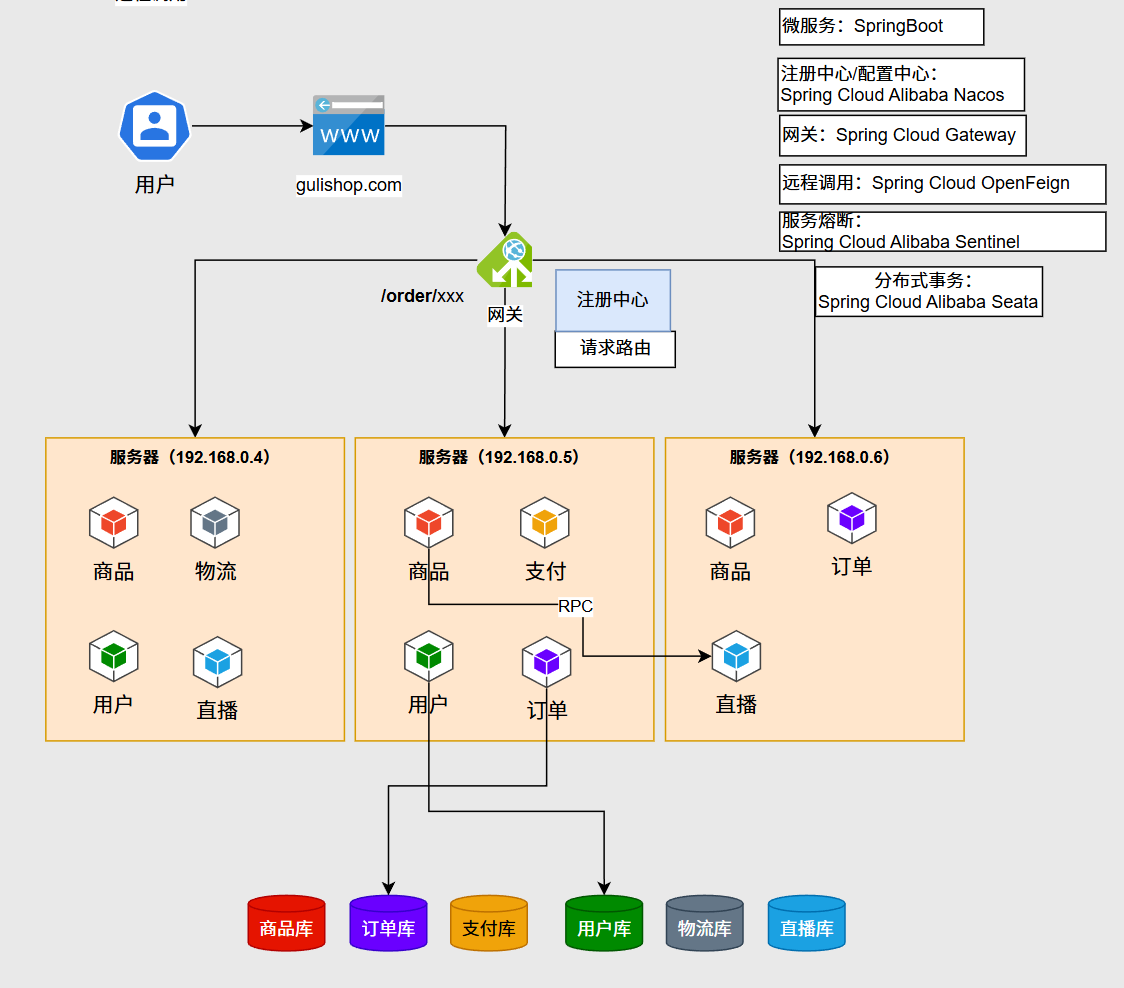 微服务：SpringBoot
注册中心/配置中心：
Spring Cloud Alibaba Nacos
网关：Spring Cloud Gateway
远程调用：Spring Cloud OpenFeign
服务熔断：
Spring Cloud Alibaba Sentinel
分布式事务：
Spring Cloud Alibaba Seata
用户
WWW
gulishop.com
/order/xxx
网关
注册中心
请求路由
服务器（192.168.0.4）
商品
物流
用户
直播
服务器（192.168.0.5）
商品
支付
RPC
用户
订单
服务器（192.168.0.6）
商品
订单
直播
商品库
订单库
支付库
用户库
物流库
直播库